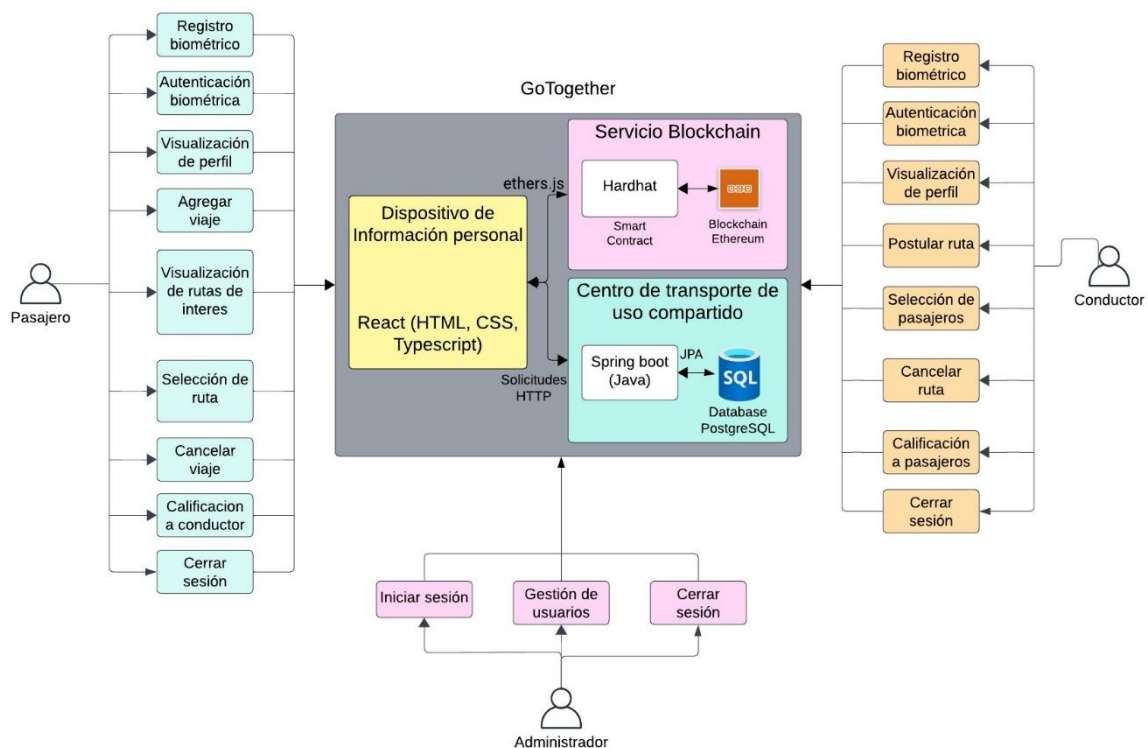 GoTogether
Pasajero
Registro
biométrico
Autenticación
biométrica
Visualización
de perfil
Agregar
viaje
Visualización
de rutas de
interes
Selección de
ruta
Cancelar
viaje
Calificacion
a conductor
Cerrar
sesión
Dispositivo de
Información personal
React (HTML, CSS,
Typescript)
ethers.js
Solicitudes
HTTP
Servicio Blockchain
Hardhat
Smart
Contract
Blockchain
Ethereum
Centro de transporte de
uso compartido
Spring boot
(Java)
JPA
SQL
Database
PostgreSQL
Registro
biométrico
Autenticación
biometrica
Visualización
de perfil
Postular ruta
Selección de
pasajeros
Cancelar
ruta
Calificación
a pasajeros
Cerrar
sesión
Conductor
Iniciar sesión
Gestión de
usuarios
Cerrar
sesión
Administrador